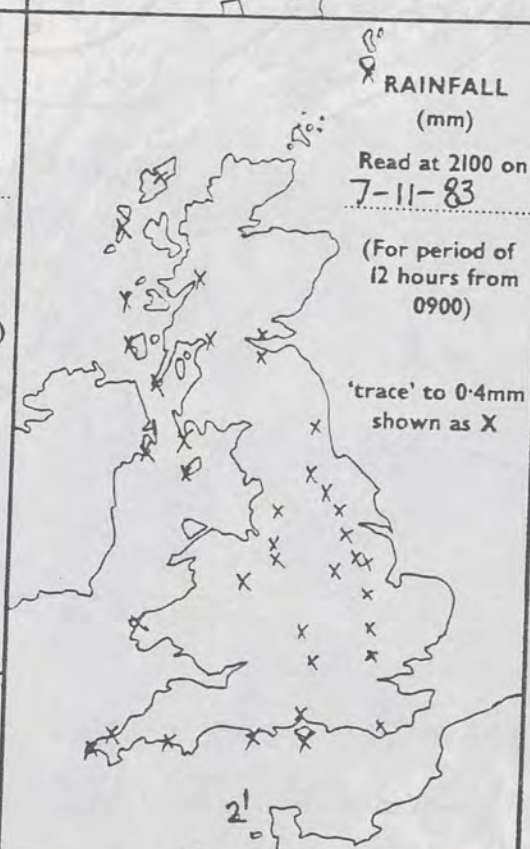 RAINFALL
(mm)
Read at 2100 on
7-11-83
(For period of
12 hours from
0900)
'trace' to 0·4mm
shown as X
2'